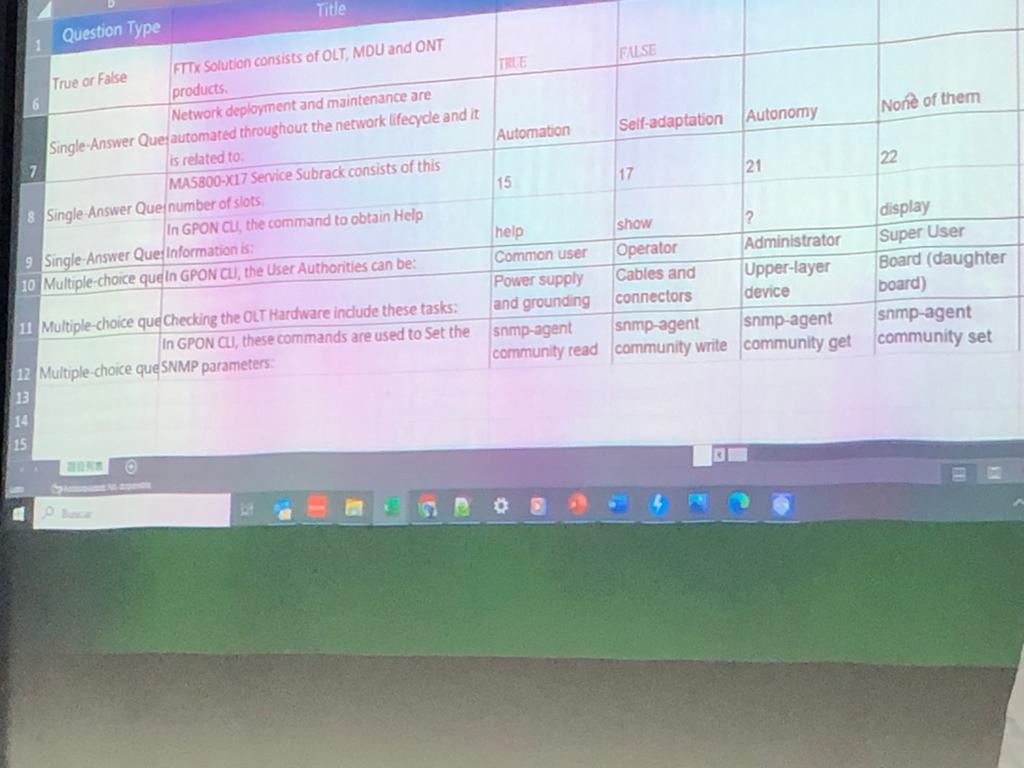 D
1 Question Type Title
6 True or False FTTx Solution consists of OLT, MDU and ONT TRUE FALSE
products.
7 Single-Answer Que Network deployment and maintenance are Automation Self-adaptation Autonomy None of them
automated throughout the network lifecycle and it
is related to:
8 Single-Answer Que MA5800-X17 Service Subrack consists of this 15 17 21 22
number of slots.
9 Single-Answer Que In GPON CLI, the command to obtain Help help show ? display
Information is:
10 Multiple-choice que In GPON CLI, the User Authorities can be: Common user Operator Administrator Super User
11 Multiple-choice que Checking the OLT Hardware include these tasks: Power supply Cables and Upper-layer Board (daughter
and grounding connectors device board)
12 Multiple-choice que In GPON CLI, these commands are used to Set the snmp-agent snmp-agent snmp-agent snmp-agent
SNMP parameters: community read community write community get community set
13
14
15
题目列表
Buscar